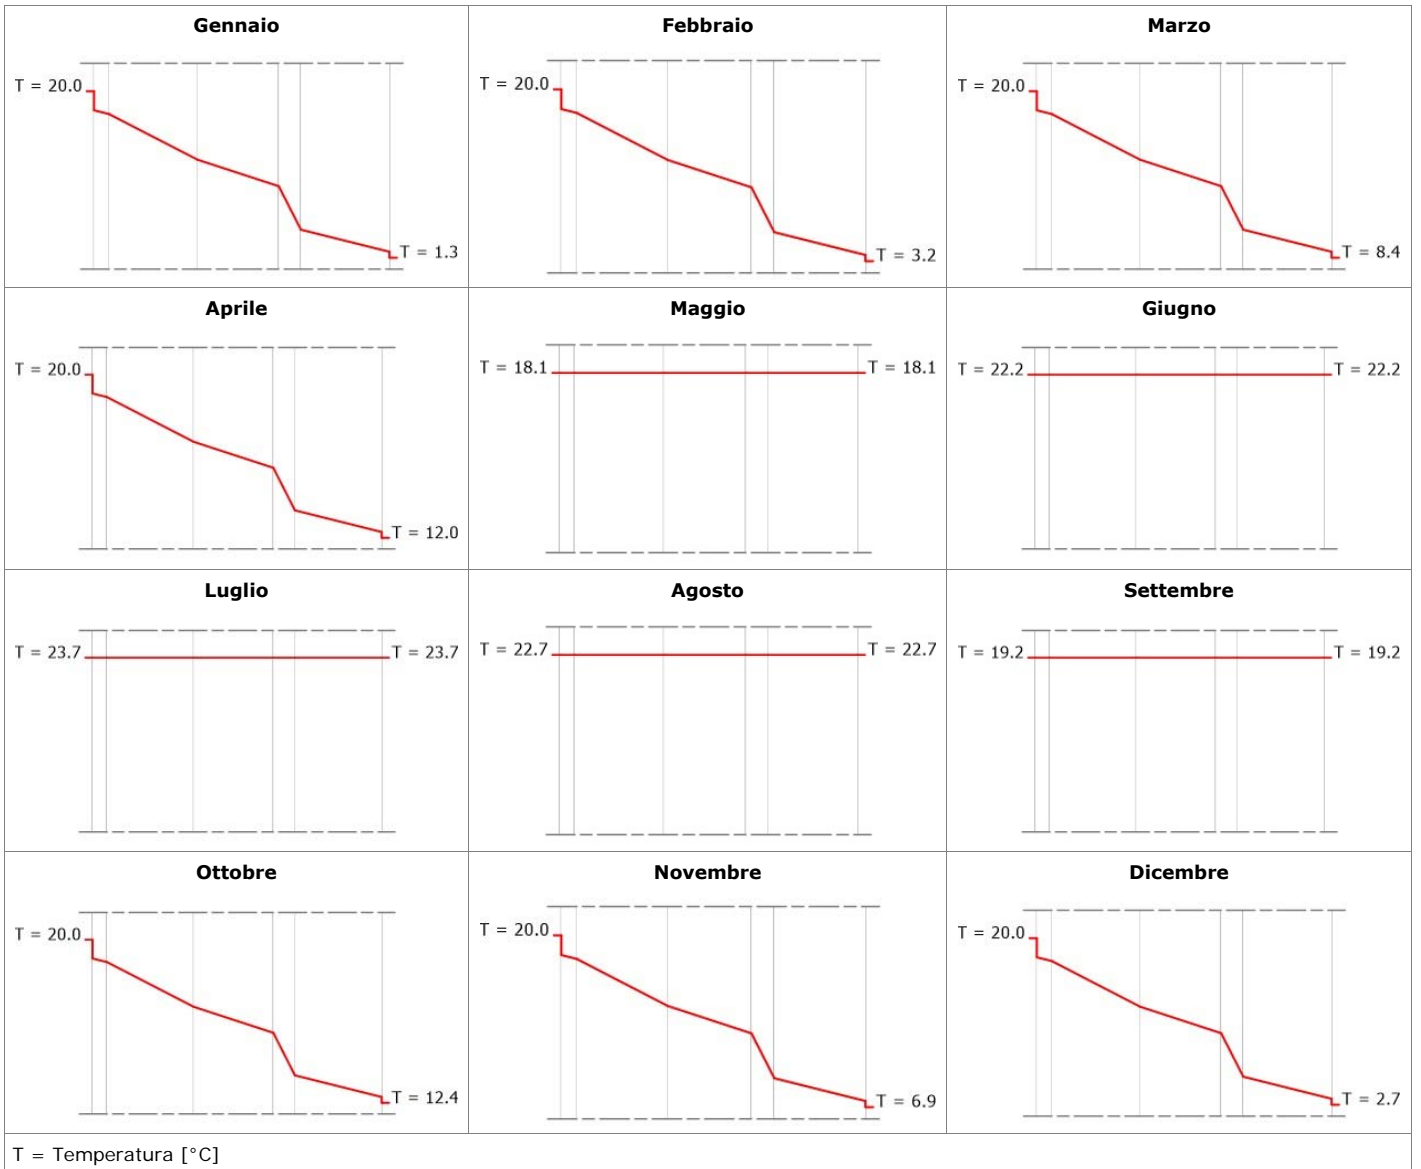 Gennaio Febbraio Marzo
T = 20.0 T = 1.3 T = 20.0 T = 3.2 T = 20.0 T = 8.4
Aprile Maggio Giugno
T = 20.0 T = 12.0 T = 18.1 T = 18.1 T = 22.2 T = 22.2
Luglio Agosto Settembre
T = 23.7 T = 23.7 T = 22.7 T = 22.7 T = 19.2 T = 19.2
Ottobre Novembre Dicembre
T = 20.0 T = 12.4 T = 20.0 T = 6.9 T = 20.0 T = 2.7
T = Temperatura [°C]